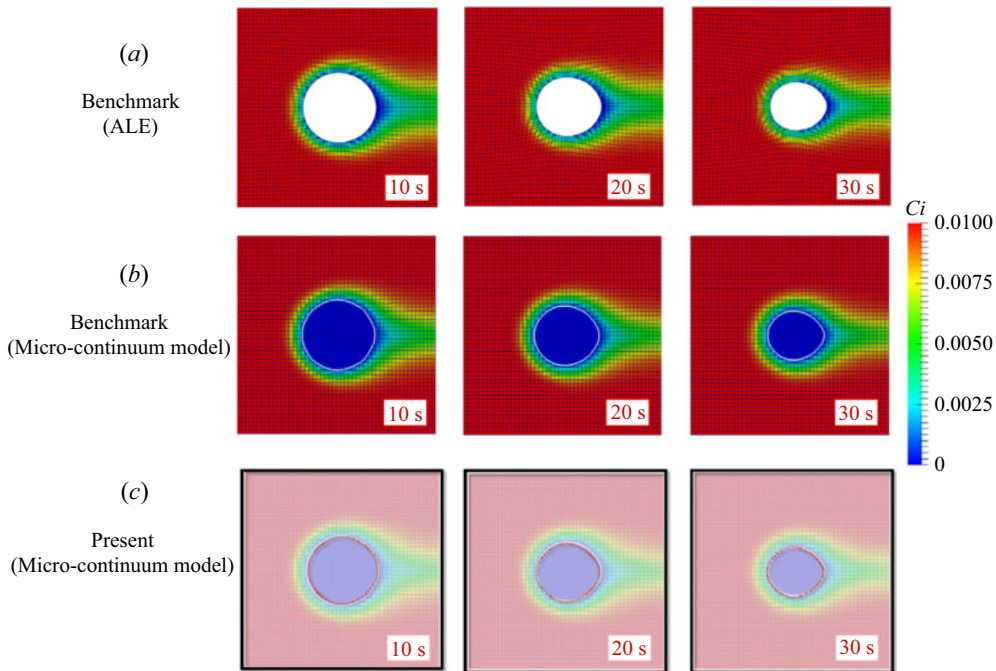 (a)
Benchmark
(ALE)
10 s
20 s
30 s
Ci
0.0100
0.0075
0.0050
0.0025
0
(b)
Benchmark
(Micro-continuum model)
10 s
20 s
30 s
(c)
Present
(Micro-continuum model)
10 s
20 s
30 s